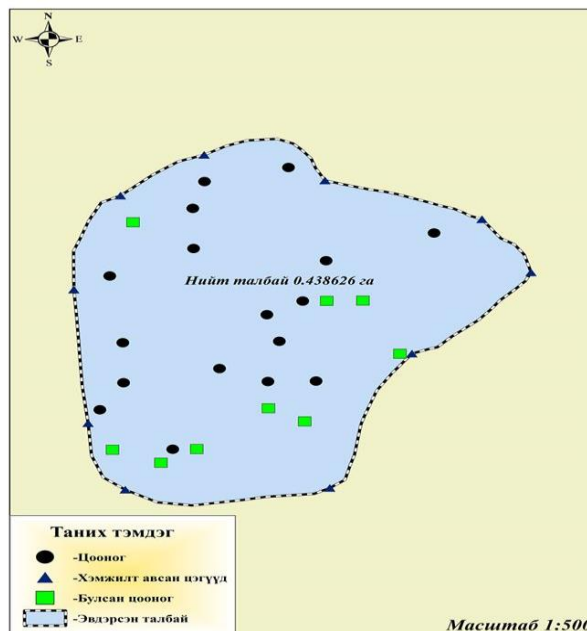 N
W E
S
Нийт талбай 0.438626 га
Таних тэмдэг
-Цооног
-Хэмжилт авсан цэгүүд
-Булсан цооног
-Эвдэрсэн талбай
Масштаб 1:500